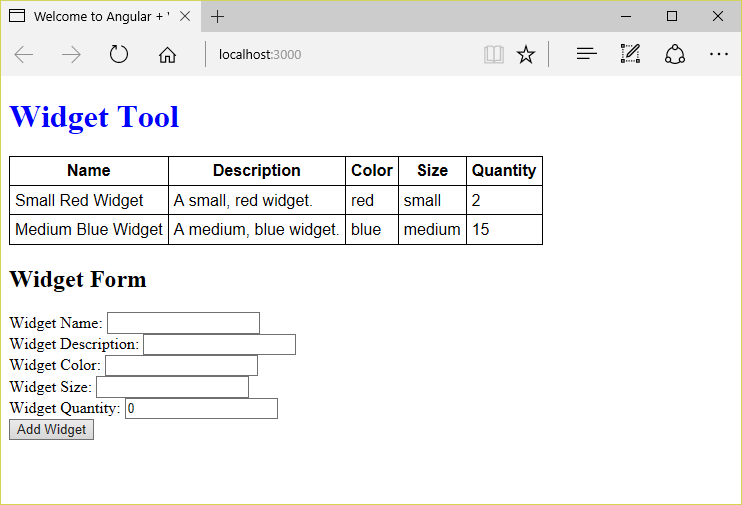 Welcome to Angular + '
localhost:3000
Widget Tool
Name Description Color Size Quantity
Small Red Widget A small, red widget. red small 2
Medium Blue Widget A medium, blue widget. blue medium 15
Widget Form
Widget Name:
Widget Description:
Widget Color:
Widget Size:
Widget Quantity: 0
Add Widget